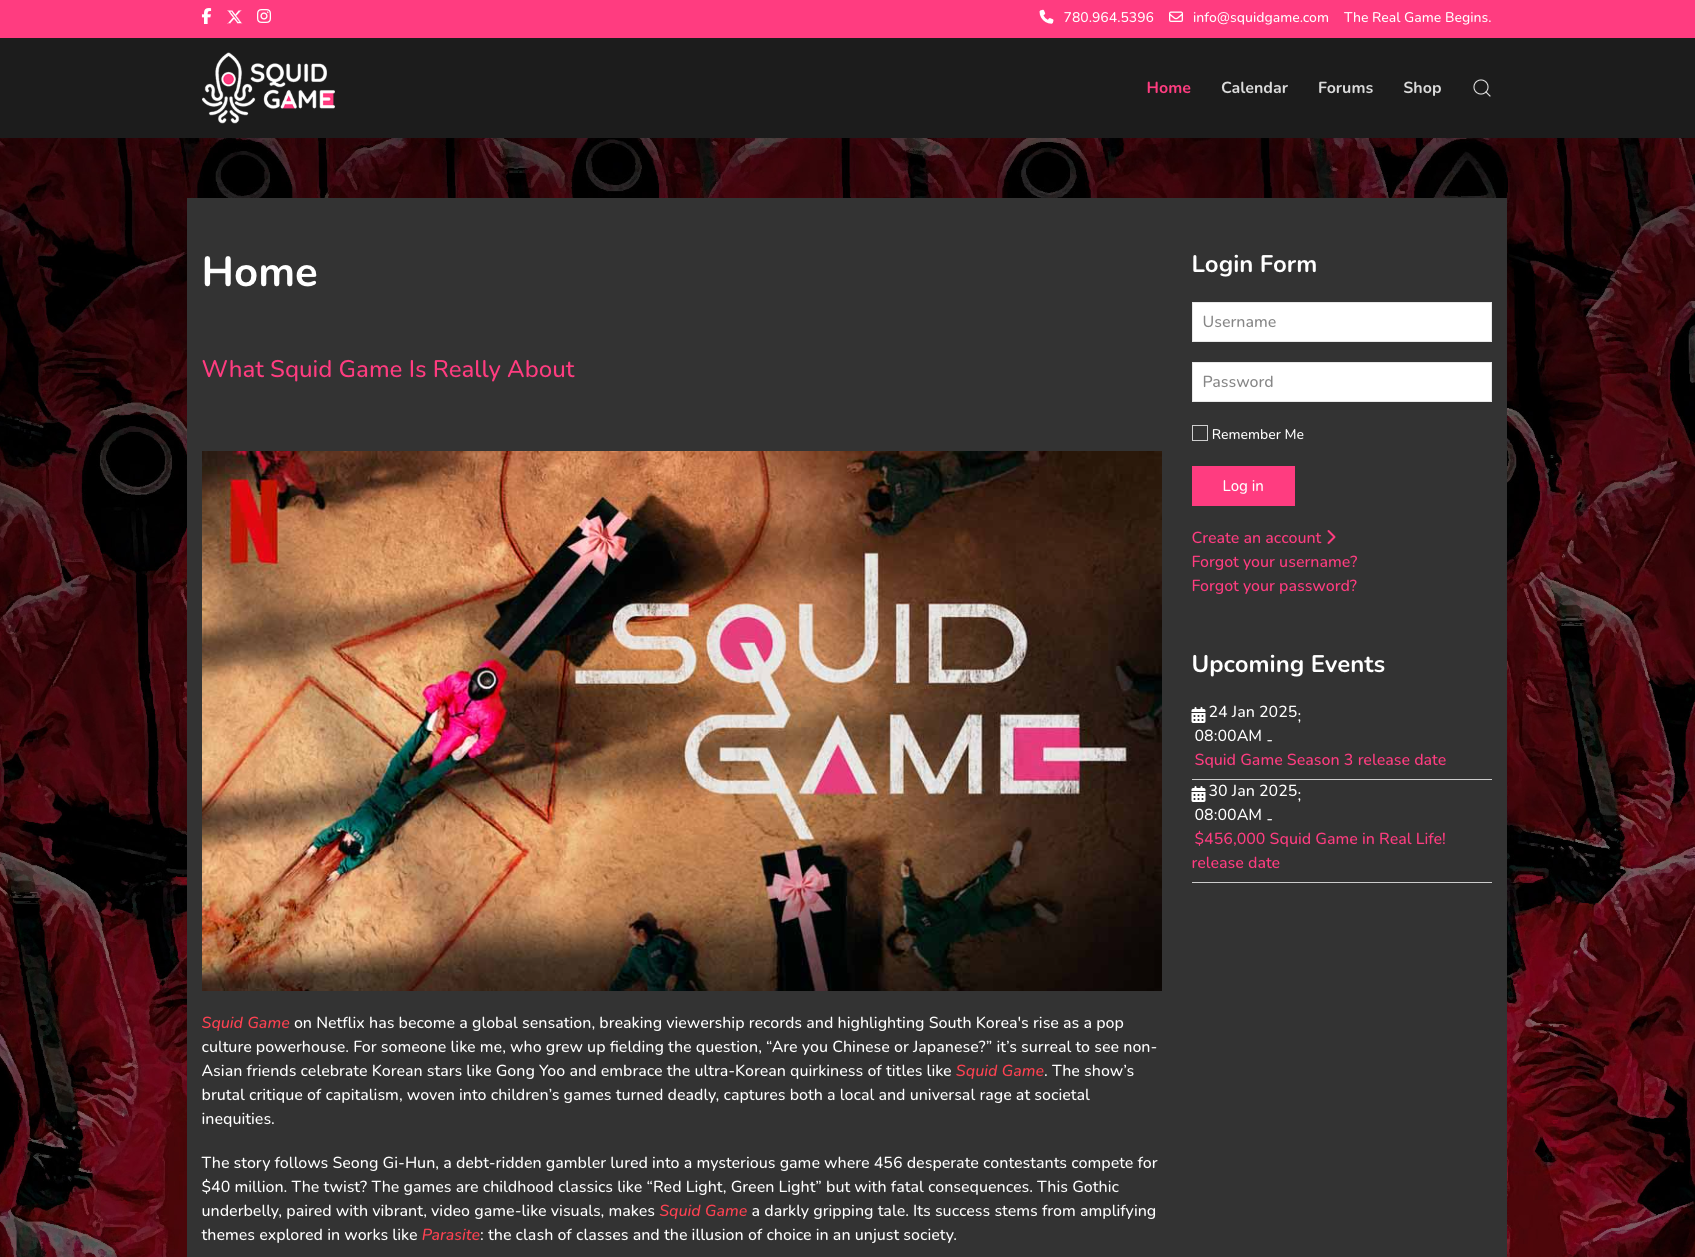 780.964.5396 info@squidgame.com The Real Game Begins.
SQUID
GAME
Home Calendar Forums Shop
Home
What Squid Game Is Really About
N
SQUID
GAME
Squid Game on Netflix has become a global sensation, breaking viewership records and highlighting South Korea's rise as a pop
culture powerhouse. For someone like me, who grew up fielding the question, “Are you Chinese or Japanese?” it’s surreal to see non-
Asian friends celebrate Korean stars like Gong Yoo and embrace the ultra-Korean quirkiness of titles like Squid Game. The show’s
brutal critique of capitalism, woven into children’s games turned deadly, captures both a local and universal rage at societal
inequities.
The story follows Seong Gi-Hun, a debt-ridden gambler lured into a mysterious game where 456 desperate contestants compete for
$40 million. The twist? The games are childhood classics like “Red Light, Green Light” but with fatal consequences. This Gothic
underbelly, paired with vibrant, video game-like visuals, makes Squid Game a darkly gripping tale. Its success stems from amplifying
themes explored in works like Parasite: the clash of classes and the illusion of choice in an unjust society.
Login Form
Username
Password
Remember Me
Log in
Create an account
Forgot your username?
Forgot your password?
Upcoming Events
24 Jan 2025;
08:00AM -
Squid Game Season 3 release date
30 Jan 2025;
08:00AM -
$456,000 Squid Game in Real Life!
release date